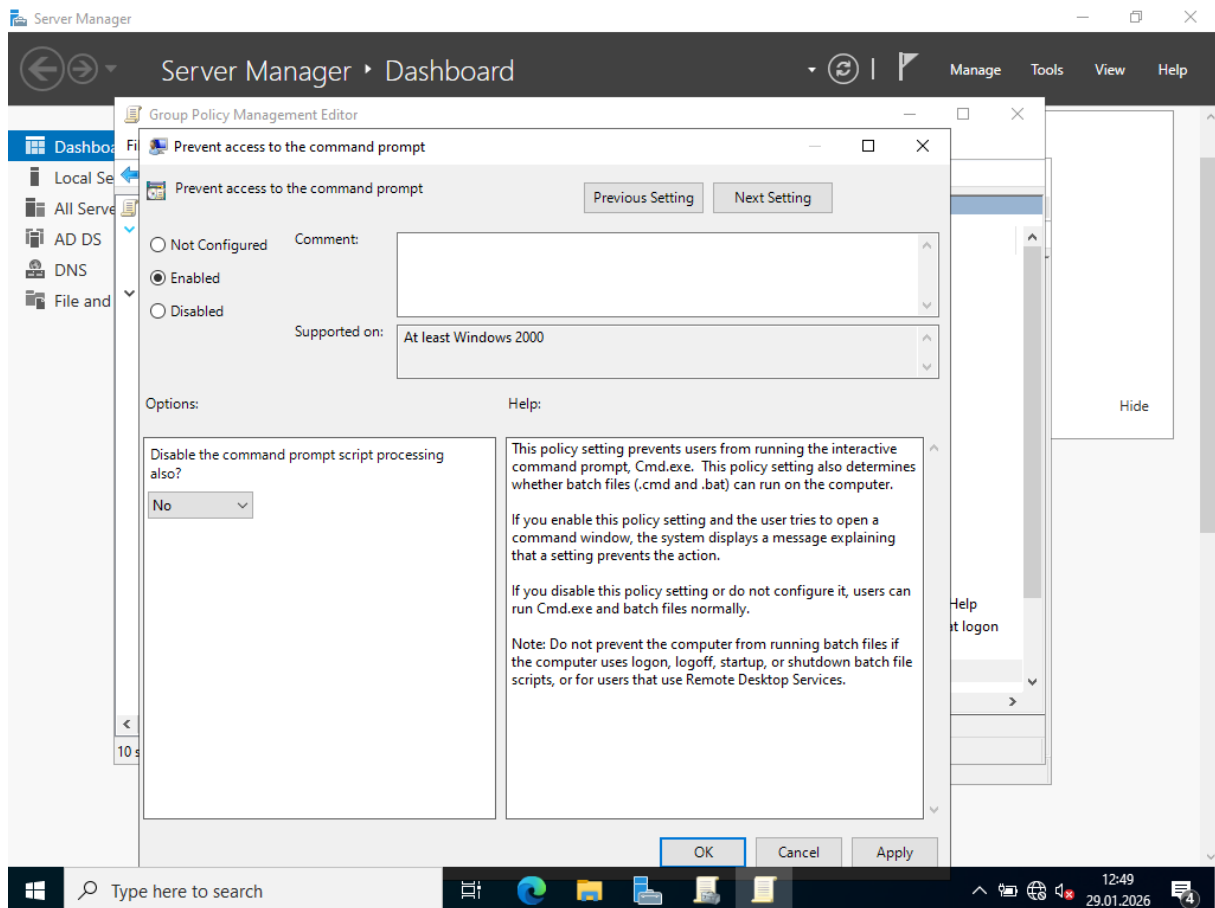 Server Manager
Server Manager • Dashboard
Manage Tools View Help
Group Policy Management Editor
Dashboa
Fi
Prevent access to the command prompt
Local Se
All Serve
AD DS
DNS
File and
Prevent access to the command prompt
Previous Setting
Next Setting
Not Configured
Enabled
Disabled
Comment:
Supported on:
At least Windows 2000
Options:
Help:
Hide
Disable the command prompt script processing
also?
No
This policy setting prevents users from running the interactive
command prompt, Cmd.exe. This policy setting also determines
whether batch files (.cmd and .bat) can run on the computer.
If you enable this policy setting and the user tries to open a
command window, the system displays a message explaining
that a setting prevents the action.
If you disable this policy setting or do not configure it, users can
run Cmd.exe and batch files normally.
Note: Do not prevent the computer from running batch files if
the computer uses logon, logoff, startup, or shutdown batch file
scripts, or for users that use Remote Desktop Services.
Help
at logon
10 s
OK
Cancel
Apply
Type here to search
12:49
29.01.2026
4